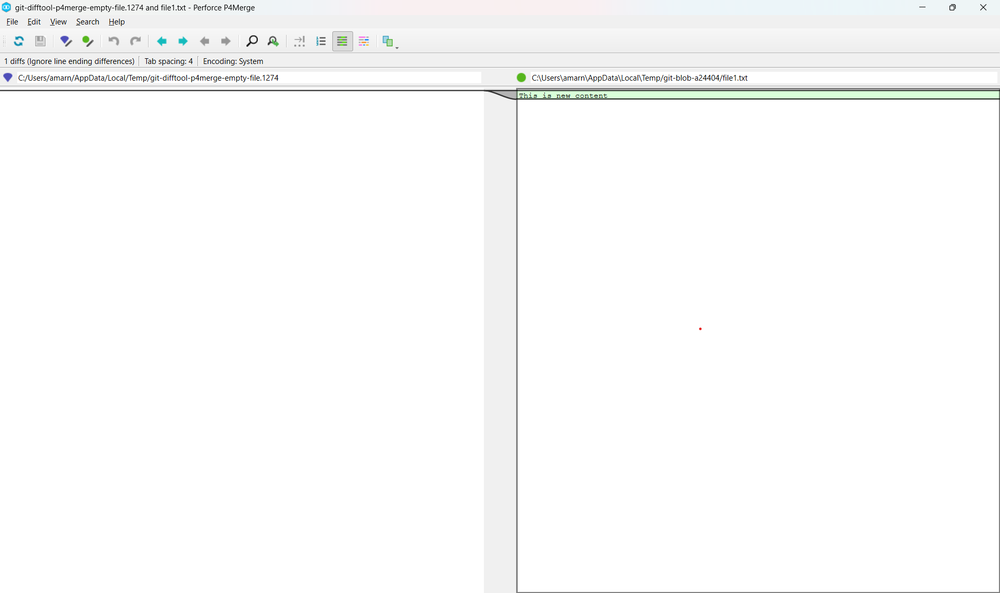 git-difftool-p4merge-empty-file.1274 and file1.txt - Perforce P4Merge
File Edit View Search Help
1 diffs (Ignore line ending differences) Tab spacing: 4 Encoding: System
C:/Users/amarn/AppData/Local/Temp/git-difftool-p4merge-empty-file.1274
C:\Users\amarn\AppData\Local\Temp/git-blob-a24404/file1.txt
This is new content